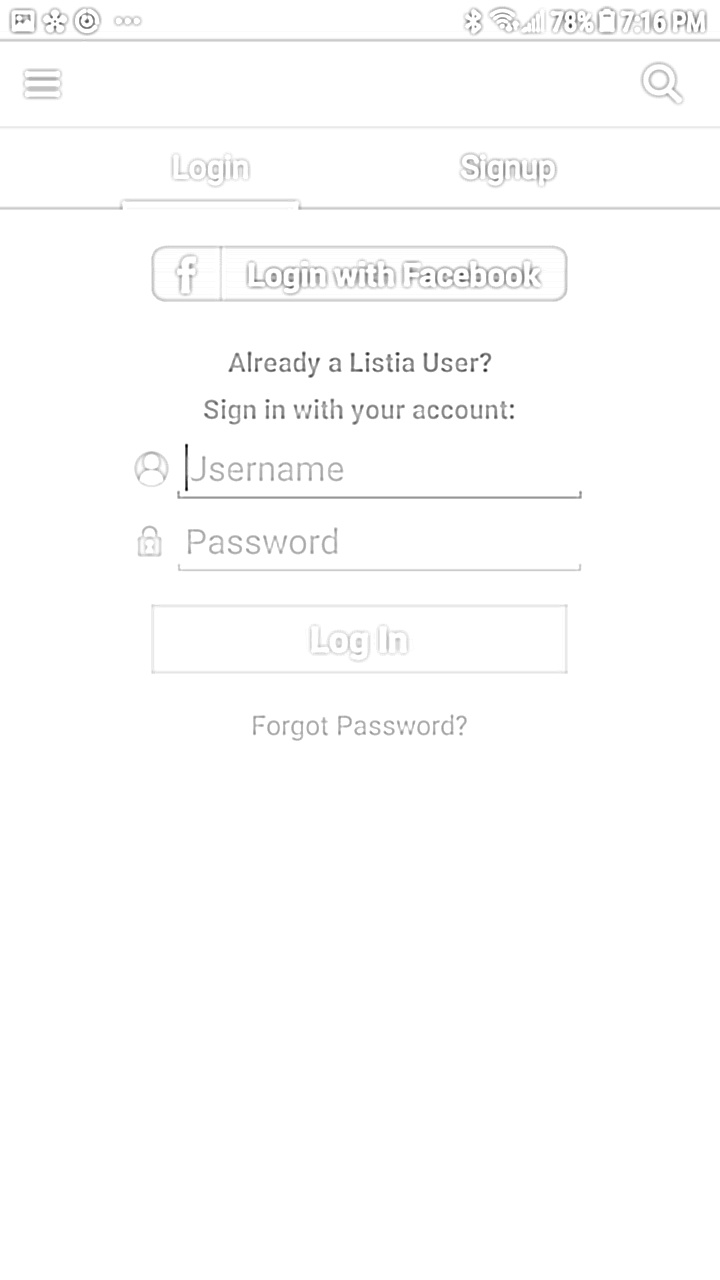 78% 7:16 PM
Login Signup
f Login with Facebook
Already a Listia User?
Sign in with your account:
Username
Password
Log In
Forgot Password?